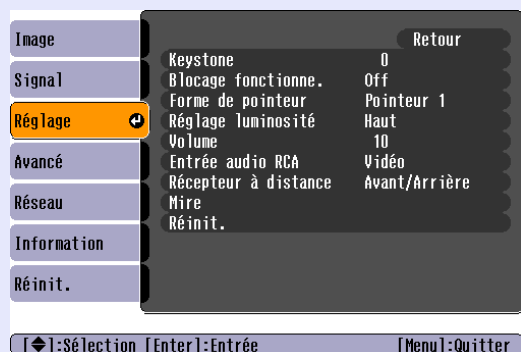 Image
Signal
Réglage
Avancé
Réseau
Information
Réinit.
Retour
Keystone 0
Blocage fonctionne. Off
Forme de pointeur Pointeur 1
Réglage luminosité Haut
Volume 10
Entrée audio RCA Vidéo
Récepteur à distance Avant/Arrière
Mire
Réinit.
[◆]:Sélection [Enter]:Entrée [Menu]:Quitter